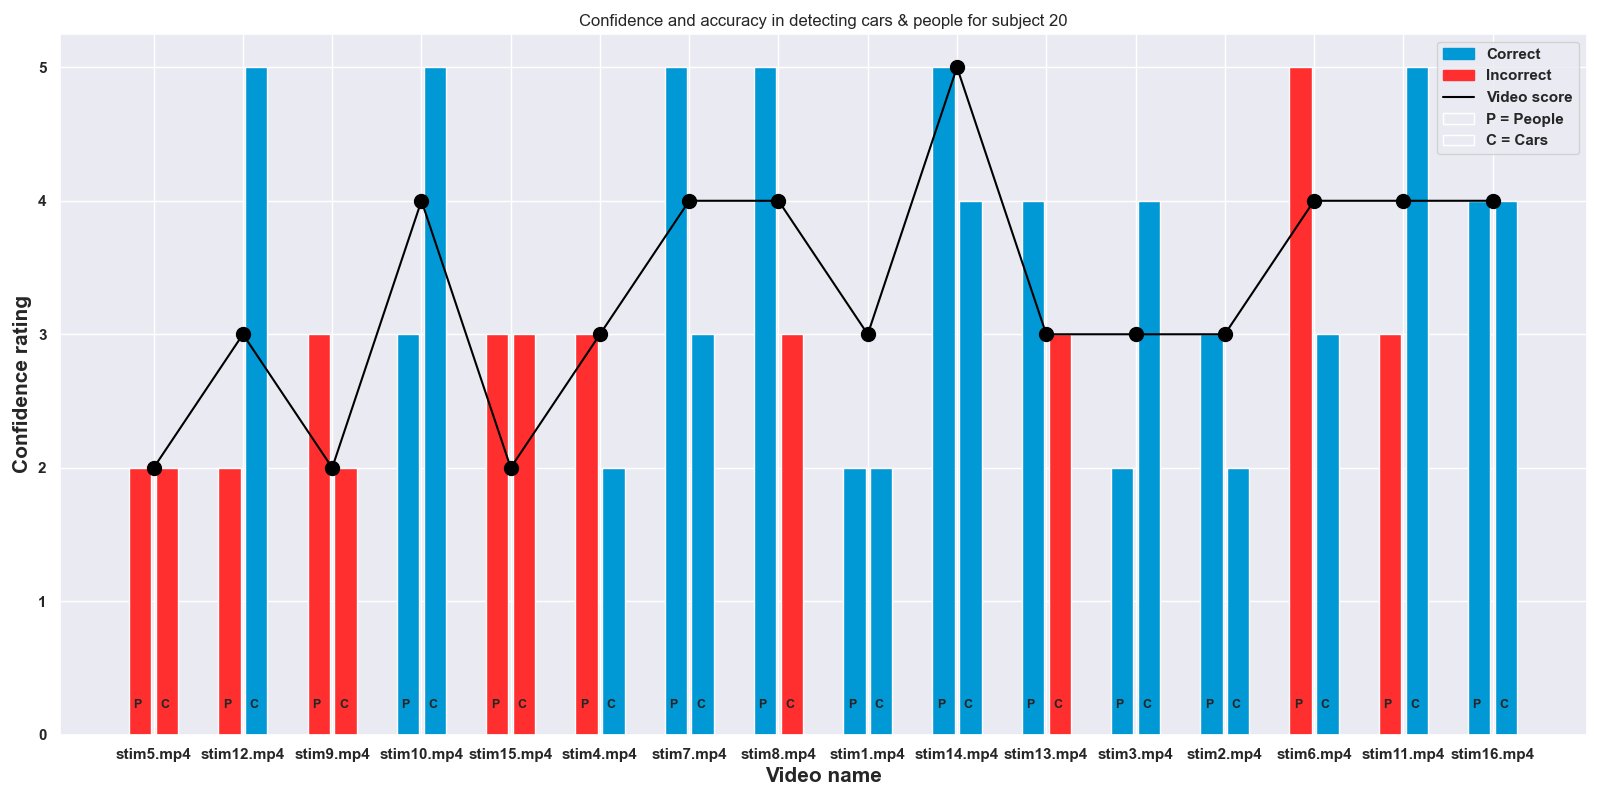 Confidence and accuracy in detecting cars & people for subject 20
Correct
Incorrect
Video score
P = People
C = Cars
Confidence rating
5
4
3
2
1
0
P C P C P C P C P C P C P C P C P C P C P C P C P C P C P C P C
stim5.mp4 stim12.mp4 stim9.mp4 stim10.mp4 stim15.mp4 stim4.mp4 stim7.mp4 stim8.mp4 stim1.mp4 stim14.mp4 stim13.mp4 stim3.mp4 stim2.mp4 stim6.mp4 stim11.mp4 stim16.mp4
Video name